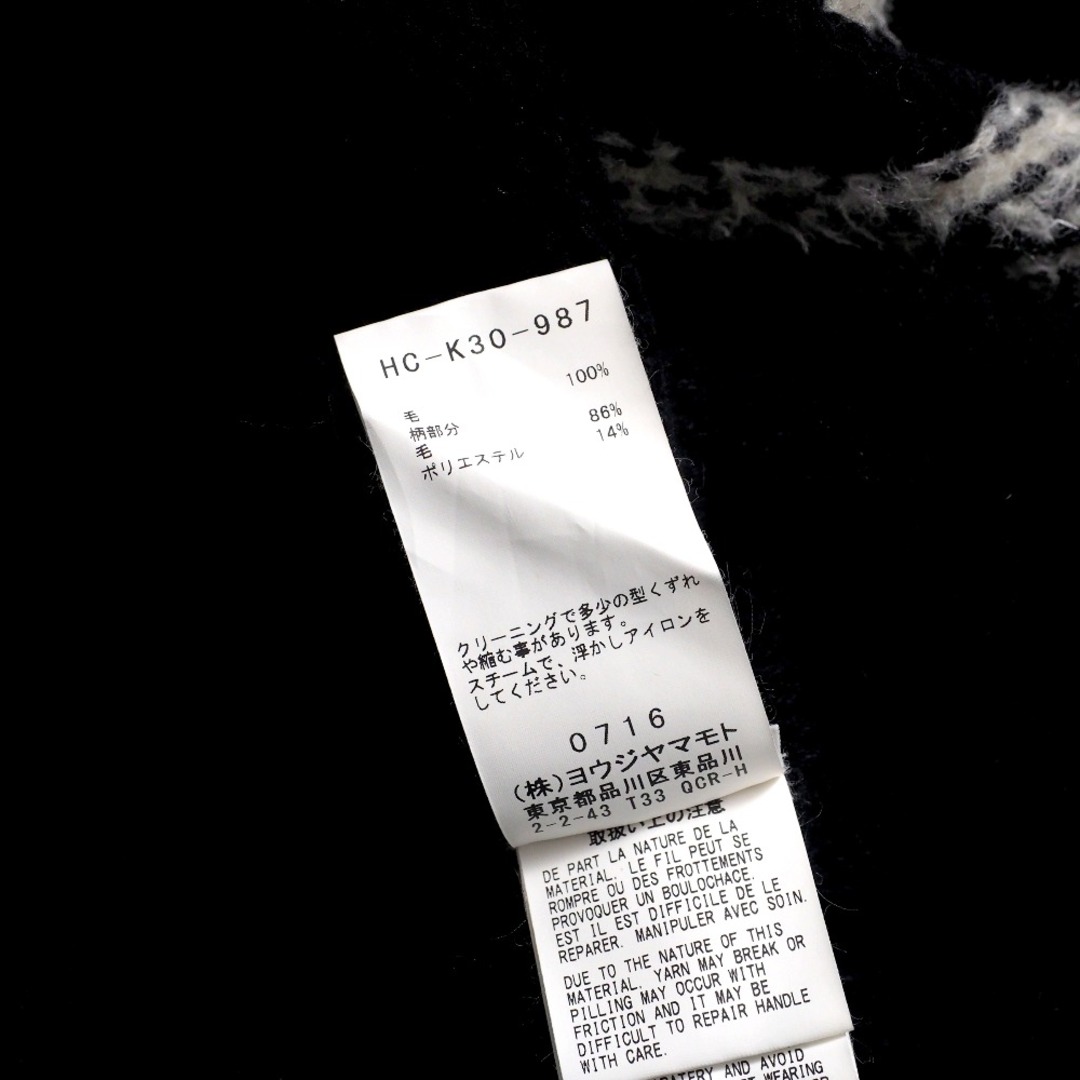 HC-K30-987
毛 100%
柄部分
毛 86%
ポリエステル 14%
クリーニングで多少の型くずれ
や縮む事があります。
スチームで、浮かしアイロンを
してください。
0716
(株)ヨウジヤマモト
東京都品川区東品川
2-2-43 T33 QCR-H
取扱い上の注意
DE PART LA NATURE DE LA
MATERIAL. LE FIL PEUT SE
ROMPRE OU DES FROTTEMENTS
PROVOQUER UN BOULOCHACE.
EST IL EST DIFFICILE DE LE
REPARER. MANIPULER AVEC SOIN.
DUE TO THE NATURE OF THIS
MATERIAL. YARN MAY BREAK OR
PILLING MAY OCCUR WITH
FRICTION AND IT MAY BE
DIFFICULT TO REPAIR HANDLE
WITH CARE.
AND AVOID
WEARING